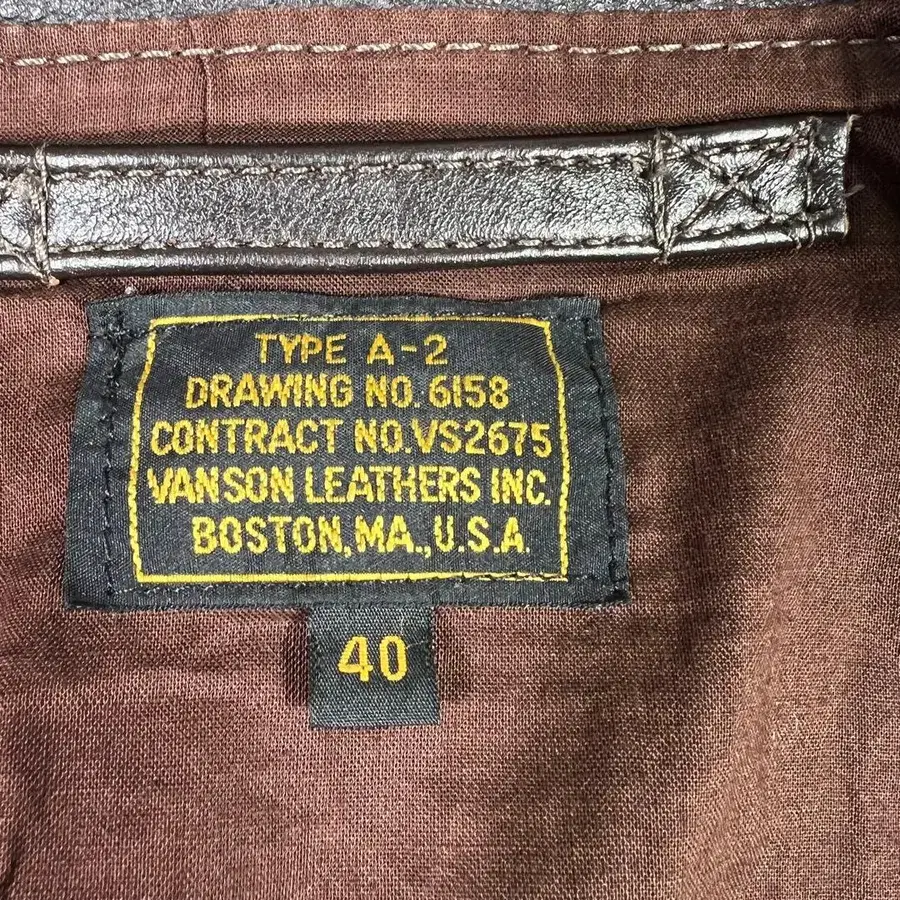 TYPE A-2
DRAWING NO. 6158
CONTRACT NO. VS2675
VANSON LEATHERS INC.
BOSTON, MA., U.S.A.
40